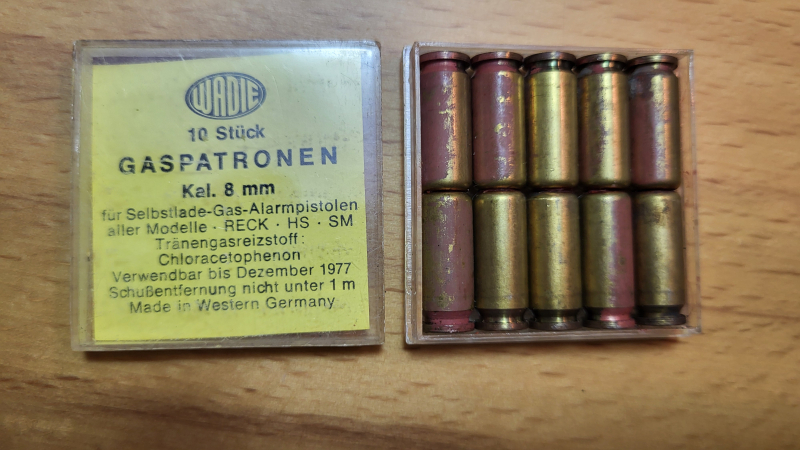 WADIE
10 Stück
GASPATRONEN
Kal. 8 mm
für Selbstlade-Gas-Alarmpistolen
aller Modelle · RECK · HS · SM
Tränengasreizstoff:
Chloracetophenon
Verwendbar bis Dezember 1977
Schußentfernung nicht unter 1 m
Made in Western Germany